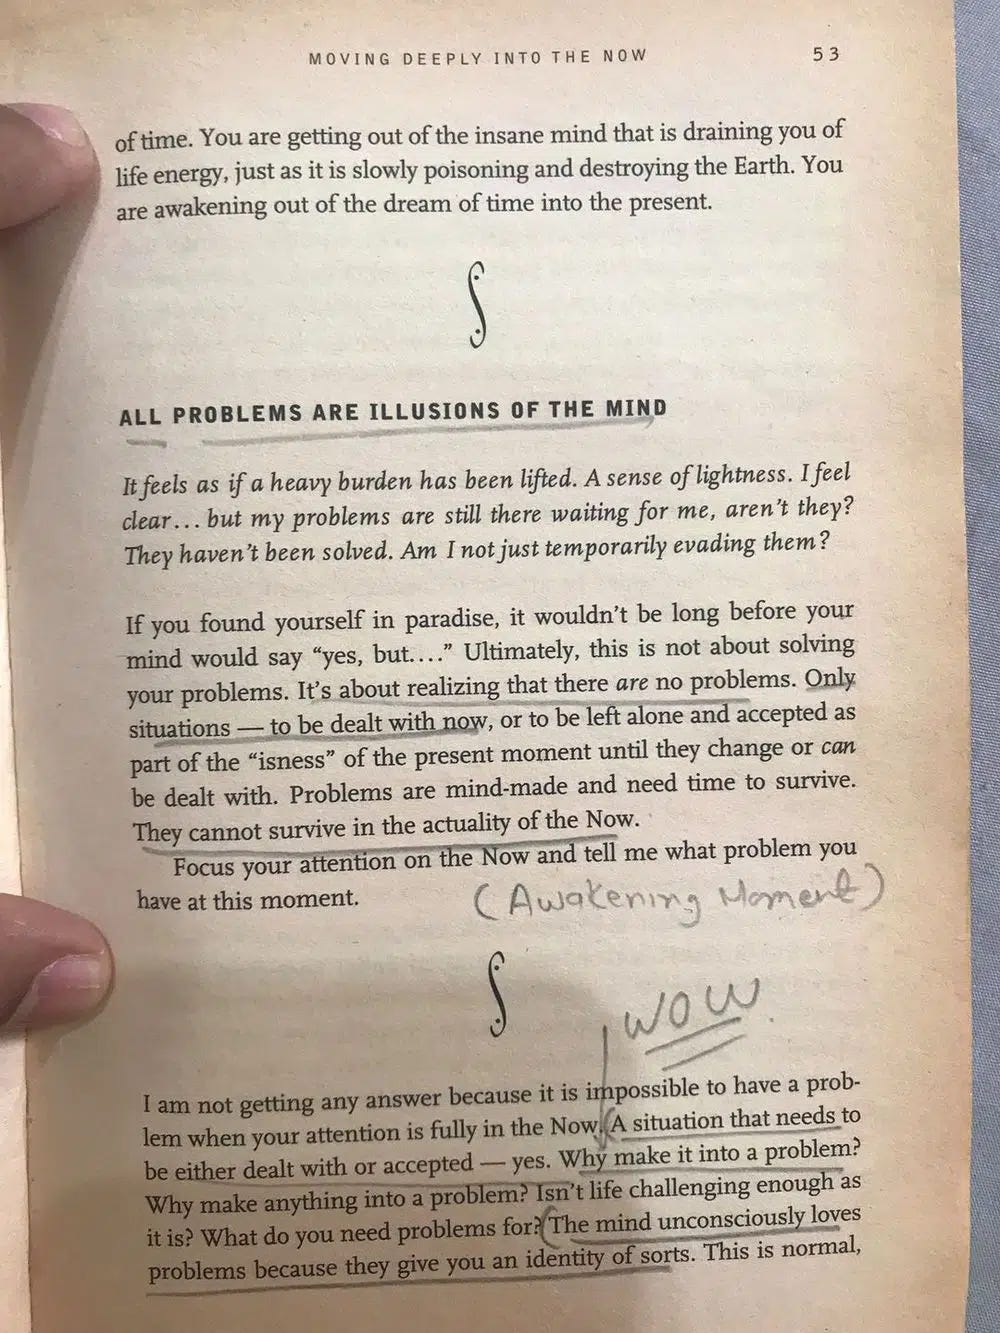 MOVING DEEPLY INTO THE NOW 53
of time. You are getting out of the insane mind that is draining you of
life energy, just as it is slowly poisoning and destroying the Earth. You
are awakening out of the dream of time into the present.
ALL PROBLEMS ARE ILLUSIONS OF THE MIND
It feels as if a heavy burden has been lifted. A sense of lightness. I feel
clear... but my problems are still there waiting for me, aren't they?
They haven't been solved. Am I not just temporarily evading them?
If you found yourself in paradise, it wouldn't be long before your
mind would say “yes, but....” Ultimately, this is not about solving
your problems. It's about realizing that there are no problems. Only
situations — to be dealt with now, or to be left alone and accepted as
part of the “isness” of the present moment until they change or can
be dealt with. Problems are mind-made and need time to survive.
They cannot survive in the actuality of the Now.
Focus your attention on the Now and tell me what problem you
have at this moment.
(Awakening Moment)
WOW
I am not getting any answer because it is impossible to have a prob-
lem when your attention is fully in the Now. (A situation that needs to
be either dealt with or accepted — yes. Why make it into a problem?
Why make anything into a problem? Isn't life challenging enough as
it is? What do you need problems for? (The mind unconsciously loves
problems because they give you an identity of sorts. This is normal,